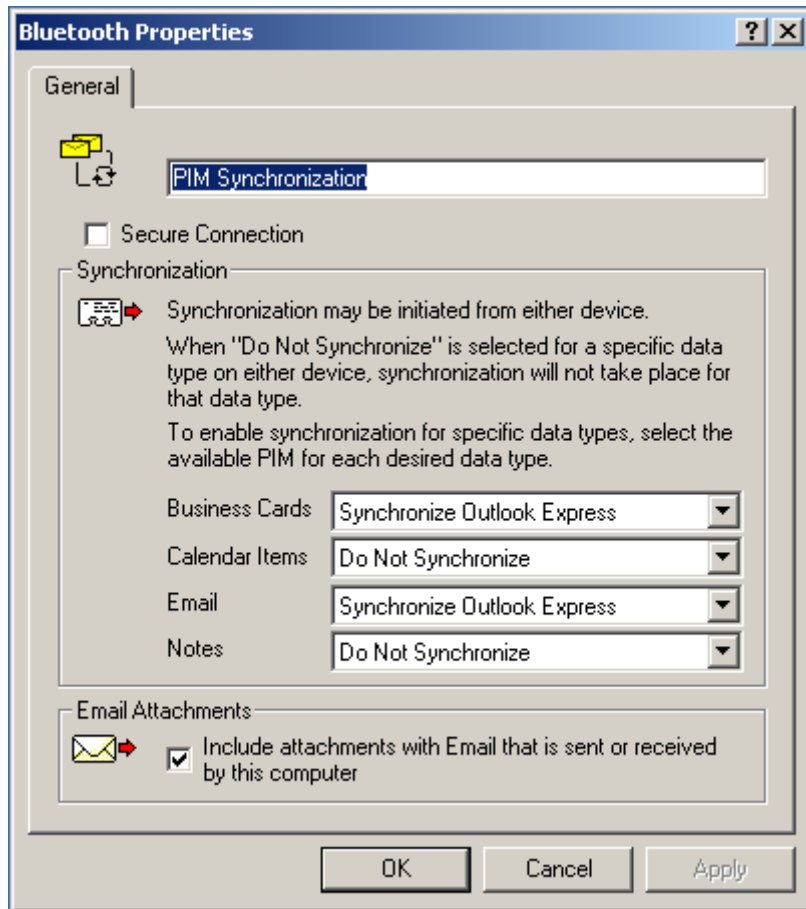 Bluetooth Properties
General
PIM Synchronization
Secure Connection
Synchronization
Synchronization may be initiated from either device.
When "Do Not Synchronize" is selected for a specific data
type on either device, synchronization will not take place for
that data type.
To enable synchronization for specific data types, select the
available PIM for each desired data type.
Business Cards Synchronize Outlook Express
Calendar Items Do Not Synchronize
Email Synchronize Outlook Express
Notes Do Not Synchronize
Email Attachments
Include attachments with Email that is sent or received
by this computer
OK Cancel Apply